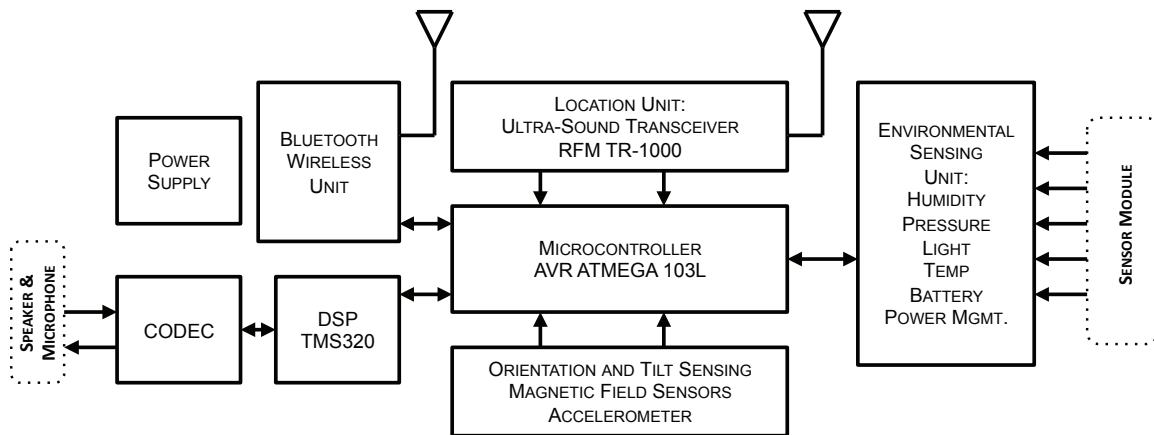 Location Unit:
Ultra-Sound Transceiver
RFM TR-1000
Bluetooth
Wireless
Unit
Power
Supply
Environmental
Sensing
Unit:
Humidity
Pressure
Light
Temp
Battery
Power Mgmt.
Sensor Module
Microcontroller
AVR ATMEGA 103L
Speaker &
Microphone
CODEC
DSP
TMS320
Orientation and Tilt Sensing
Magnetic Field Sensors
Accelerometer